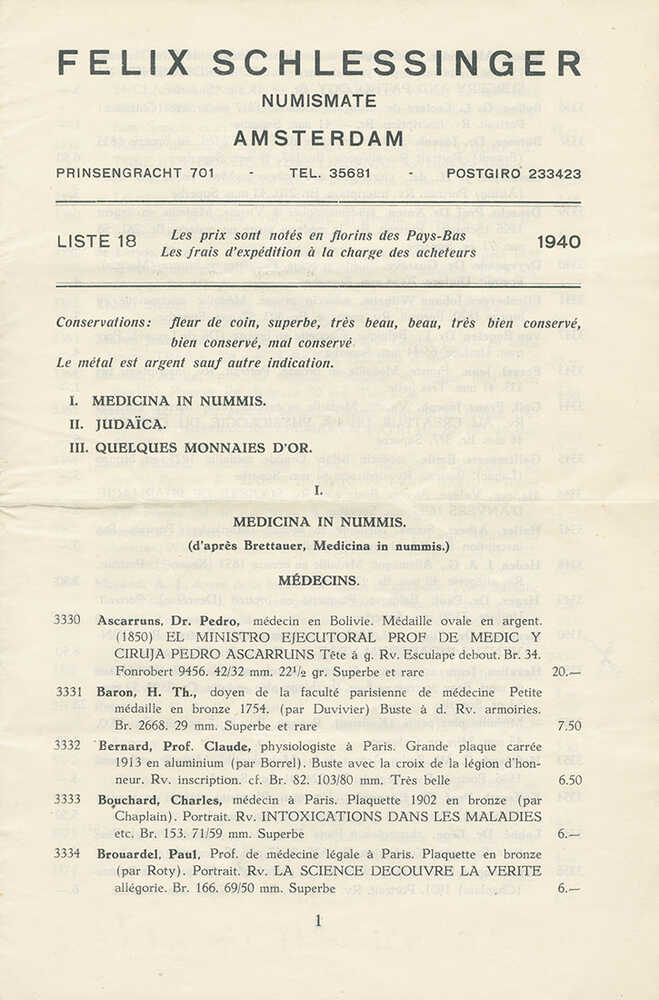 FELIX SCHLESSINGER
NUMISMATE
AMSTERDAM
PRINSENGRACHT 701 - TEL. 35681 - POSTGIRO 233423
LISTE 18 Les prix sont notés en florins des Pays-Bas 1940
Les frais d'expédition à la charge des acheteurs
Conservations: fleur de coin, superbe, très beau, beau, très bien conservé,
bien conservé, mal conservé
Le métal est argent sauf autre indication.
I. MEDICINA IN NUMMIS.
II. JUDAÏCA.
III. QUELQUES MONNAIES D'OR.
I.
MEDICINA IN NUMMIS.
(d'après Brettauer, Medicina in nummis.)
MÉDECINS.
3330 Ascarruns, Dr. Pedro, médecin en Bolivie. Médaille ovale en argent.
(1850) EL MINISTRO EJECUTORAL PROF DE MEDIC Y
CIRUJA PEDRO ASCARRUNS Tête à g. Rv. Esculape debout. Br. 34.
Fonrobert 9456. 42/32 mm. 22½ gr. Superbe et rare 20.—
3331 Baron, H. Th., doyen de la faculté parisienne de médecine Petite
médaille en bronze 1754. (par Duvivier) Buste à d. Rv. armoiries.
Br. 2668. 29 mm. Superbe et rare 7.50
3332 Bernard, Prof. Claude, physiologiste à Paris. Grande plaque carrée
1913 en aluminium (par Borrel). Buste avec la croix de la légion d'hon-
neur. Rv. inscription. cf. Br. 82. 103/80 mm. Très belle 6.50
3333 Bouchard, Charles, médecin à Paris. Plaquette 1902 en bronze (par
Chaplain). Portrait. Rv. INTOXICATIONS DANS LES MALADIES
etc. Br. 153. 71/59 mm. Superbe 6.—
3334 Brouardel, Paul, Prof. de médecine légale à Paris. Plaquette en bronze
(par Roty). Portrait. Rv. LA SCIENCE DECOUVRE LA VERITE
allégorie. Br. 166. 69/50 mm. Superbe 6.—
1